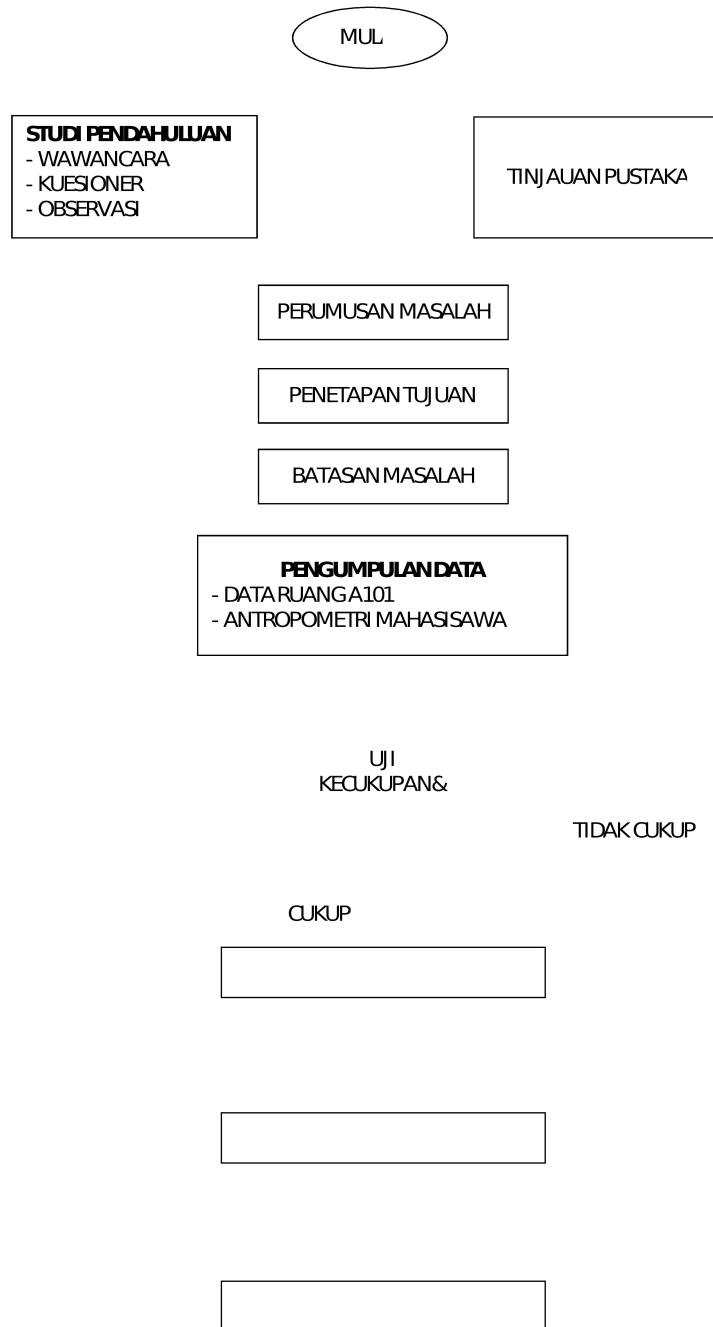 MUL
STUDI PENDAHULUAN
- WAWANCARA
- KUESIONER
- OBSERVASI
TINJAUAN PUSTAKA
PERUMUSAN MASALAH
PENETAPAN TUJUAN
BATASAN MASALAH
PENGUMPULAN DATA
- DATA RUANG A101
- ANTROPOMETRI MAHASISAWA
UJI
KECUKUPAN &
TIDAK CUKUP
CUKUP